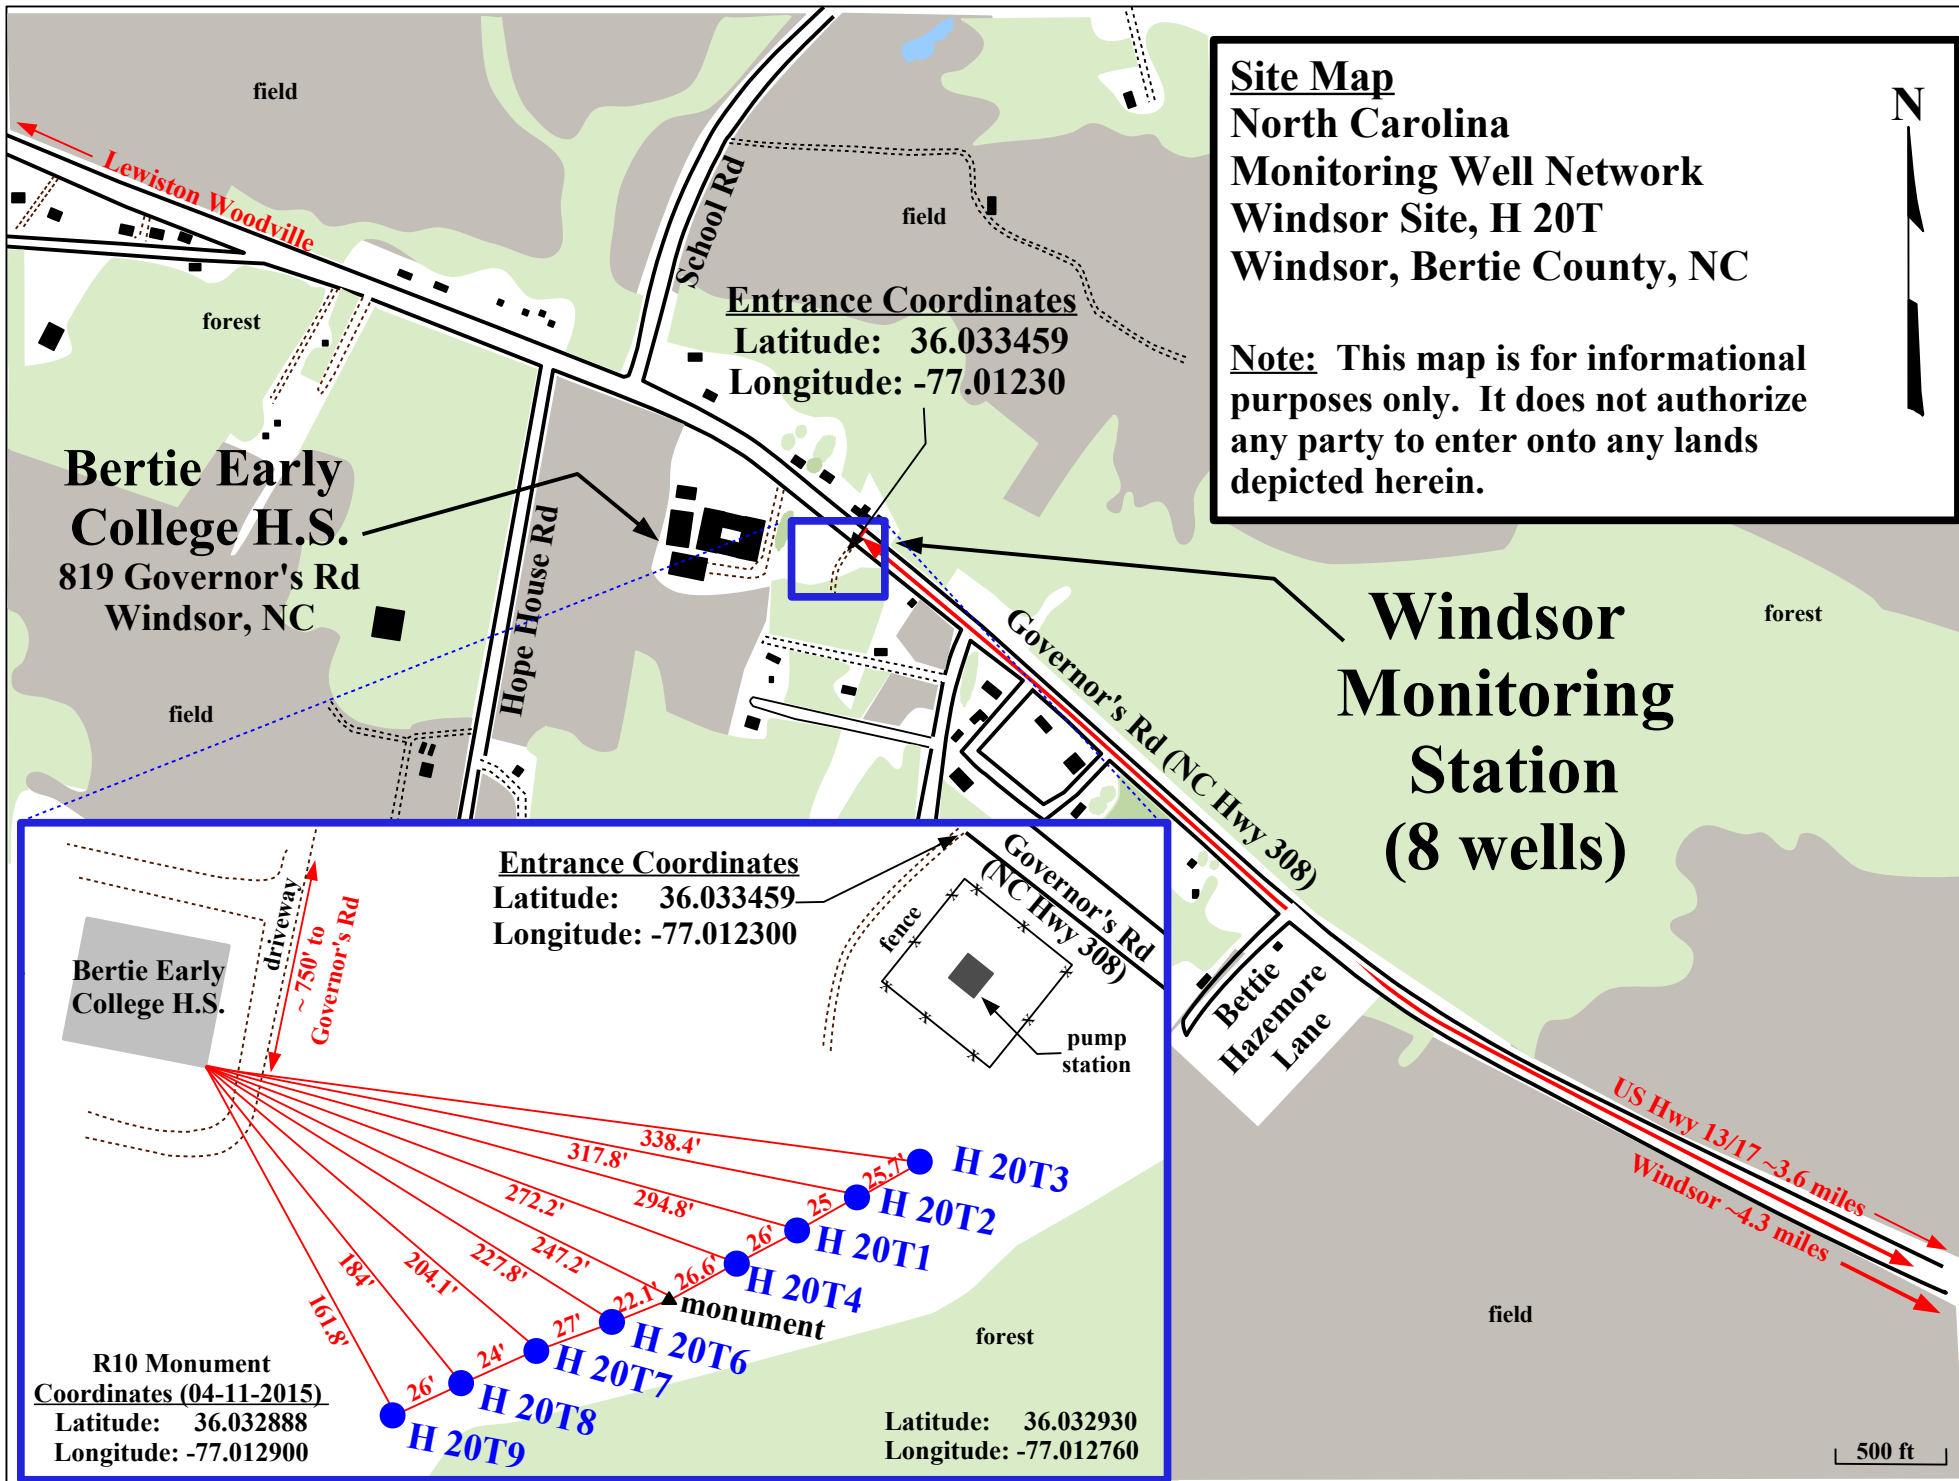 Site Map
North Carolina
Monitoring Well Network
Windsor Site, H 20T
Windsor, Bertie County, NC
Note: This map is for informational
purposes only. It does not authorize
any party to enter onto any lands
depicted herein.
N
field
Lewiston Woodville
School Rd
field
forest
Entrance Coordinates
Latitude: 36.033459
Longitude: -77.01230
Bertie Early
College H.S.
819 Governor's Rd
Windsor, NC
Hope House Rd
field
Governor's Rd (NC Hwy 308)
forest
Windsor
Monitoring
Station
(8 wells)
Bettie
Hazemore
Lane
US Hwy 13/17 ~3.6 miles
Windsor ~4.3 miles
field
500 ft
Entrance Coordinates
Latitude: 36.033459
Longitude: -77.012300
Governor's Rd
(NC Hwy 308)
fence
pump
station
driveway
~ 750' to
Governor's Rd
Bertie Early
College H.S.
338.4'
317.8'
294.8'
272.2'
247.2'
227.8'
204.1'
184'
161.8'
25.7'
25
26'
26.6'
22.1'
27'
24'
26'
H 20T3
H 20T2
H 20T1
H 20T4
monument
H 20T6
H 20T7
H 20T8
H 20T9
forest
R10 Monument
Coordinates (04-11-2015)
Latitude: 36.032888
Longitude: -77.012900
Latitude: 36.032930
Longitude: -77.012760